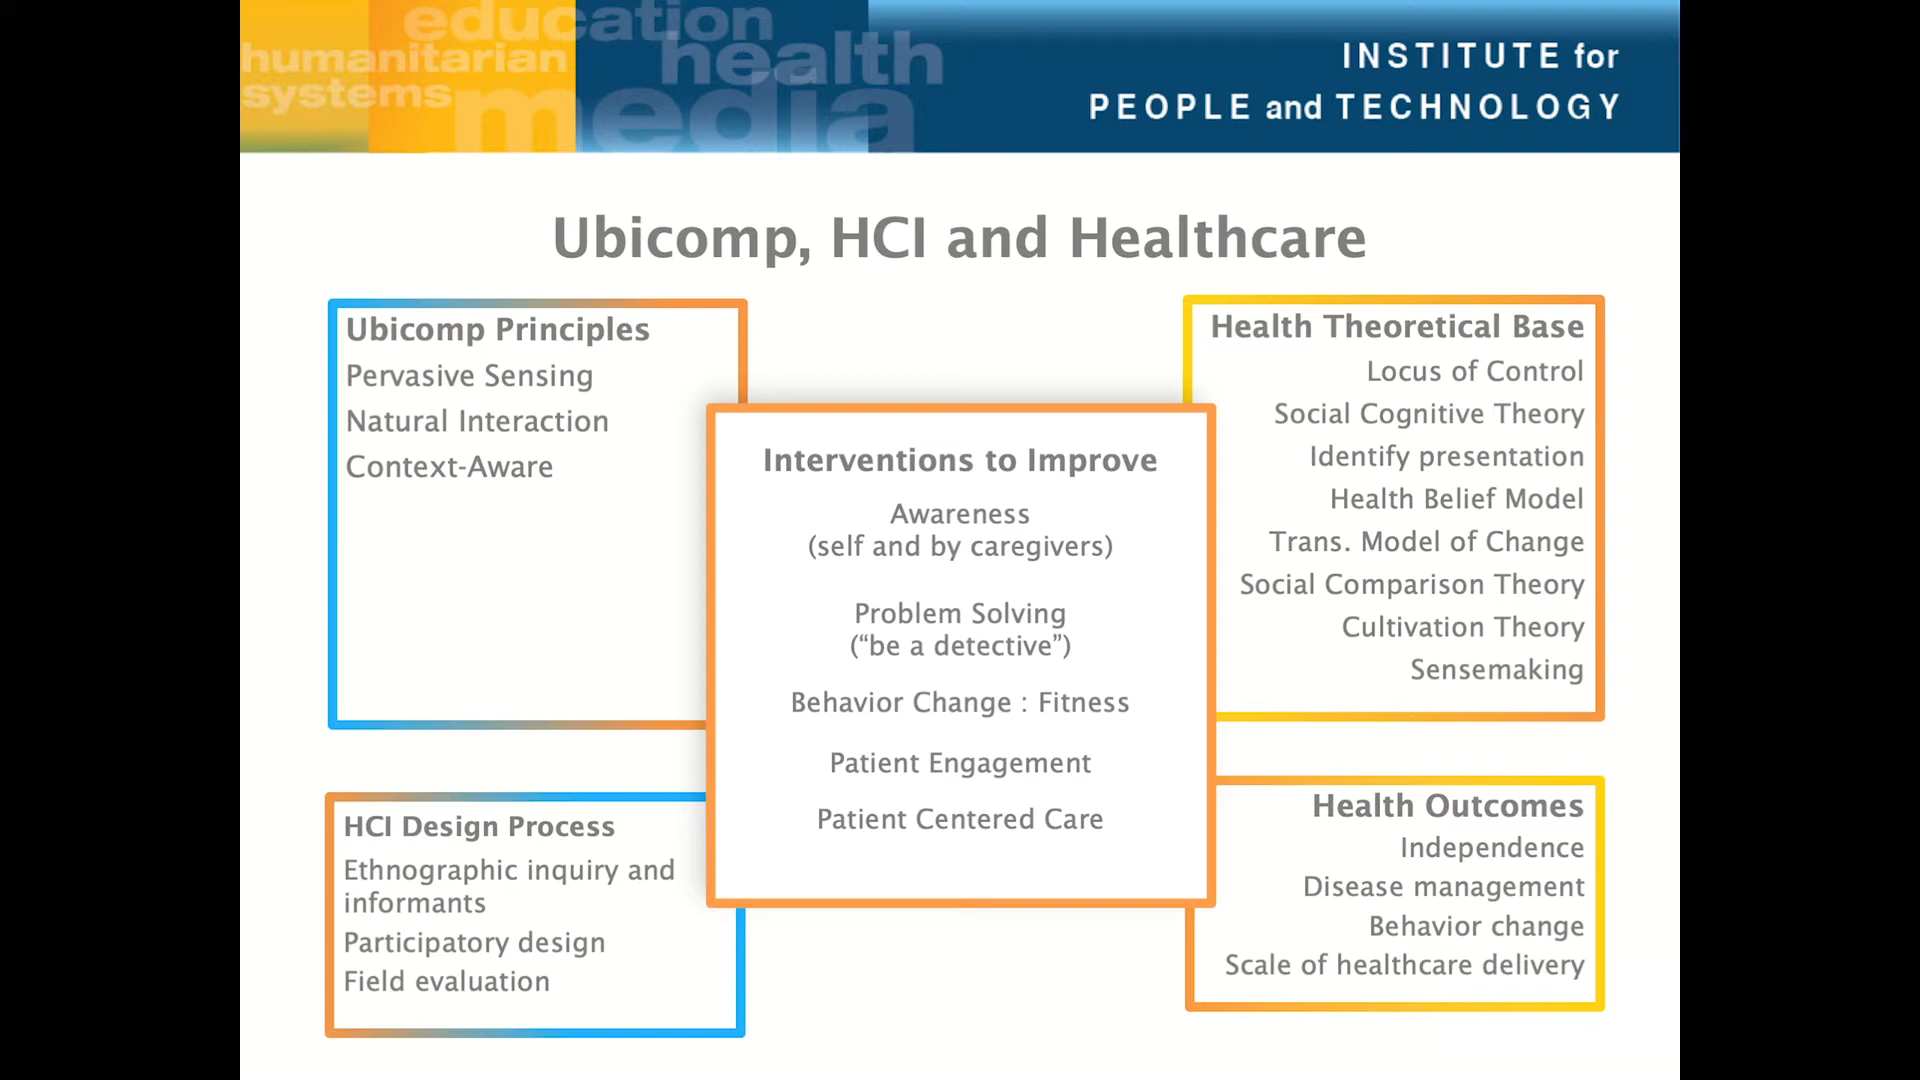 education
humanitarian
health
systems
media
INSTITUTE for
PEOPLE and TECHNOLOGY
Ubicomp, HCI and Healthcare
Ubicomp Principles
Pervasive Sensing
Natural Interaction
Context-Aware
Health Theoretical Base
Locus of Control
Social Cognitive Theory
Identify presentation
Health Belief Model
Trans. Model of Change
Social Comparison Theory
Cultivation Theory
Sensemaking
Interventions to Improve
Awareness
(self and by caregivers)
Problem Solving
(“be a detective”)
Behavior Change : Fitness
Patient Engagement
Patient Centered Care
HCI Design Process
Ethnographic inquiry and
informants
Participatory design
Field evaluation
Health Outcomes
Independence
Disease management
Behavior change
Scale of healthcare delivery